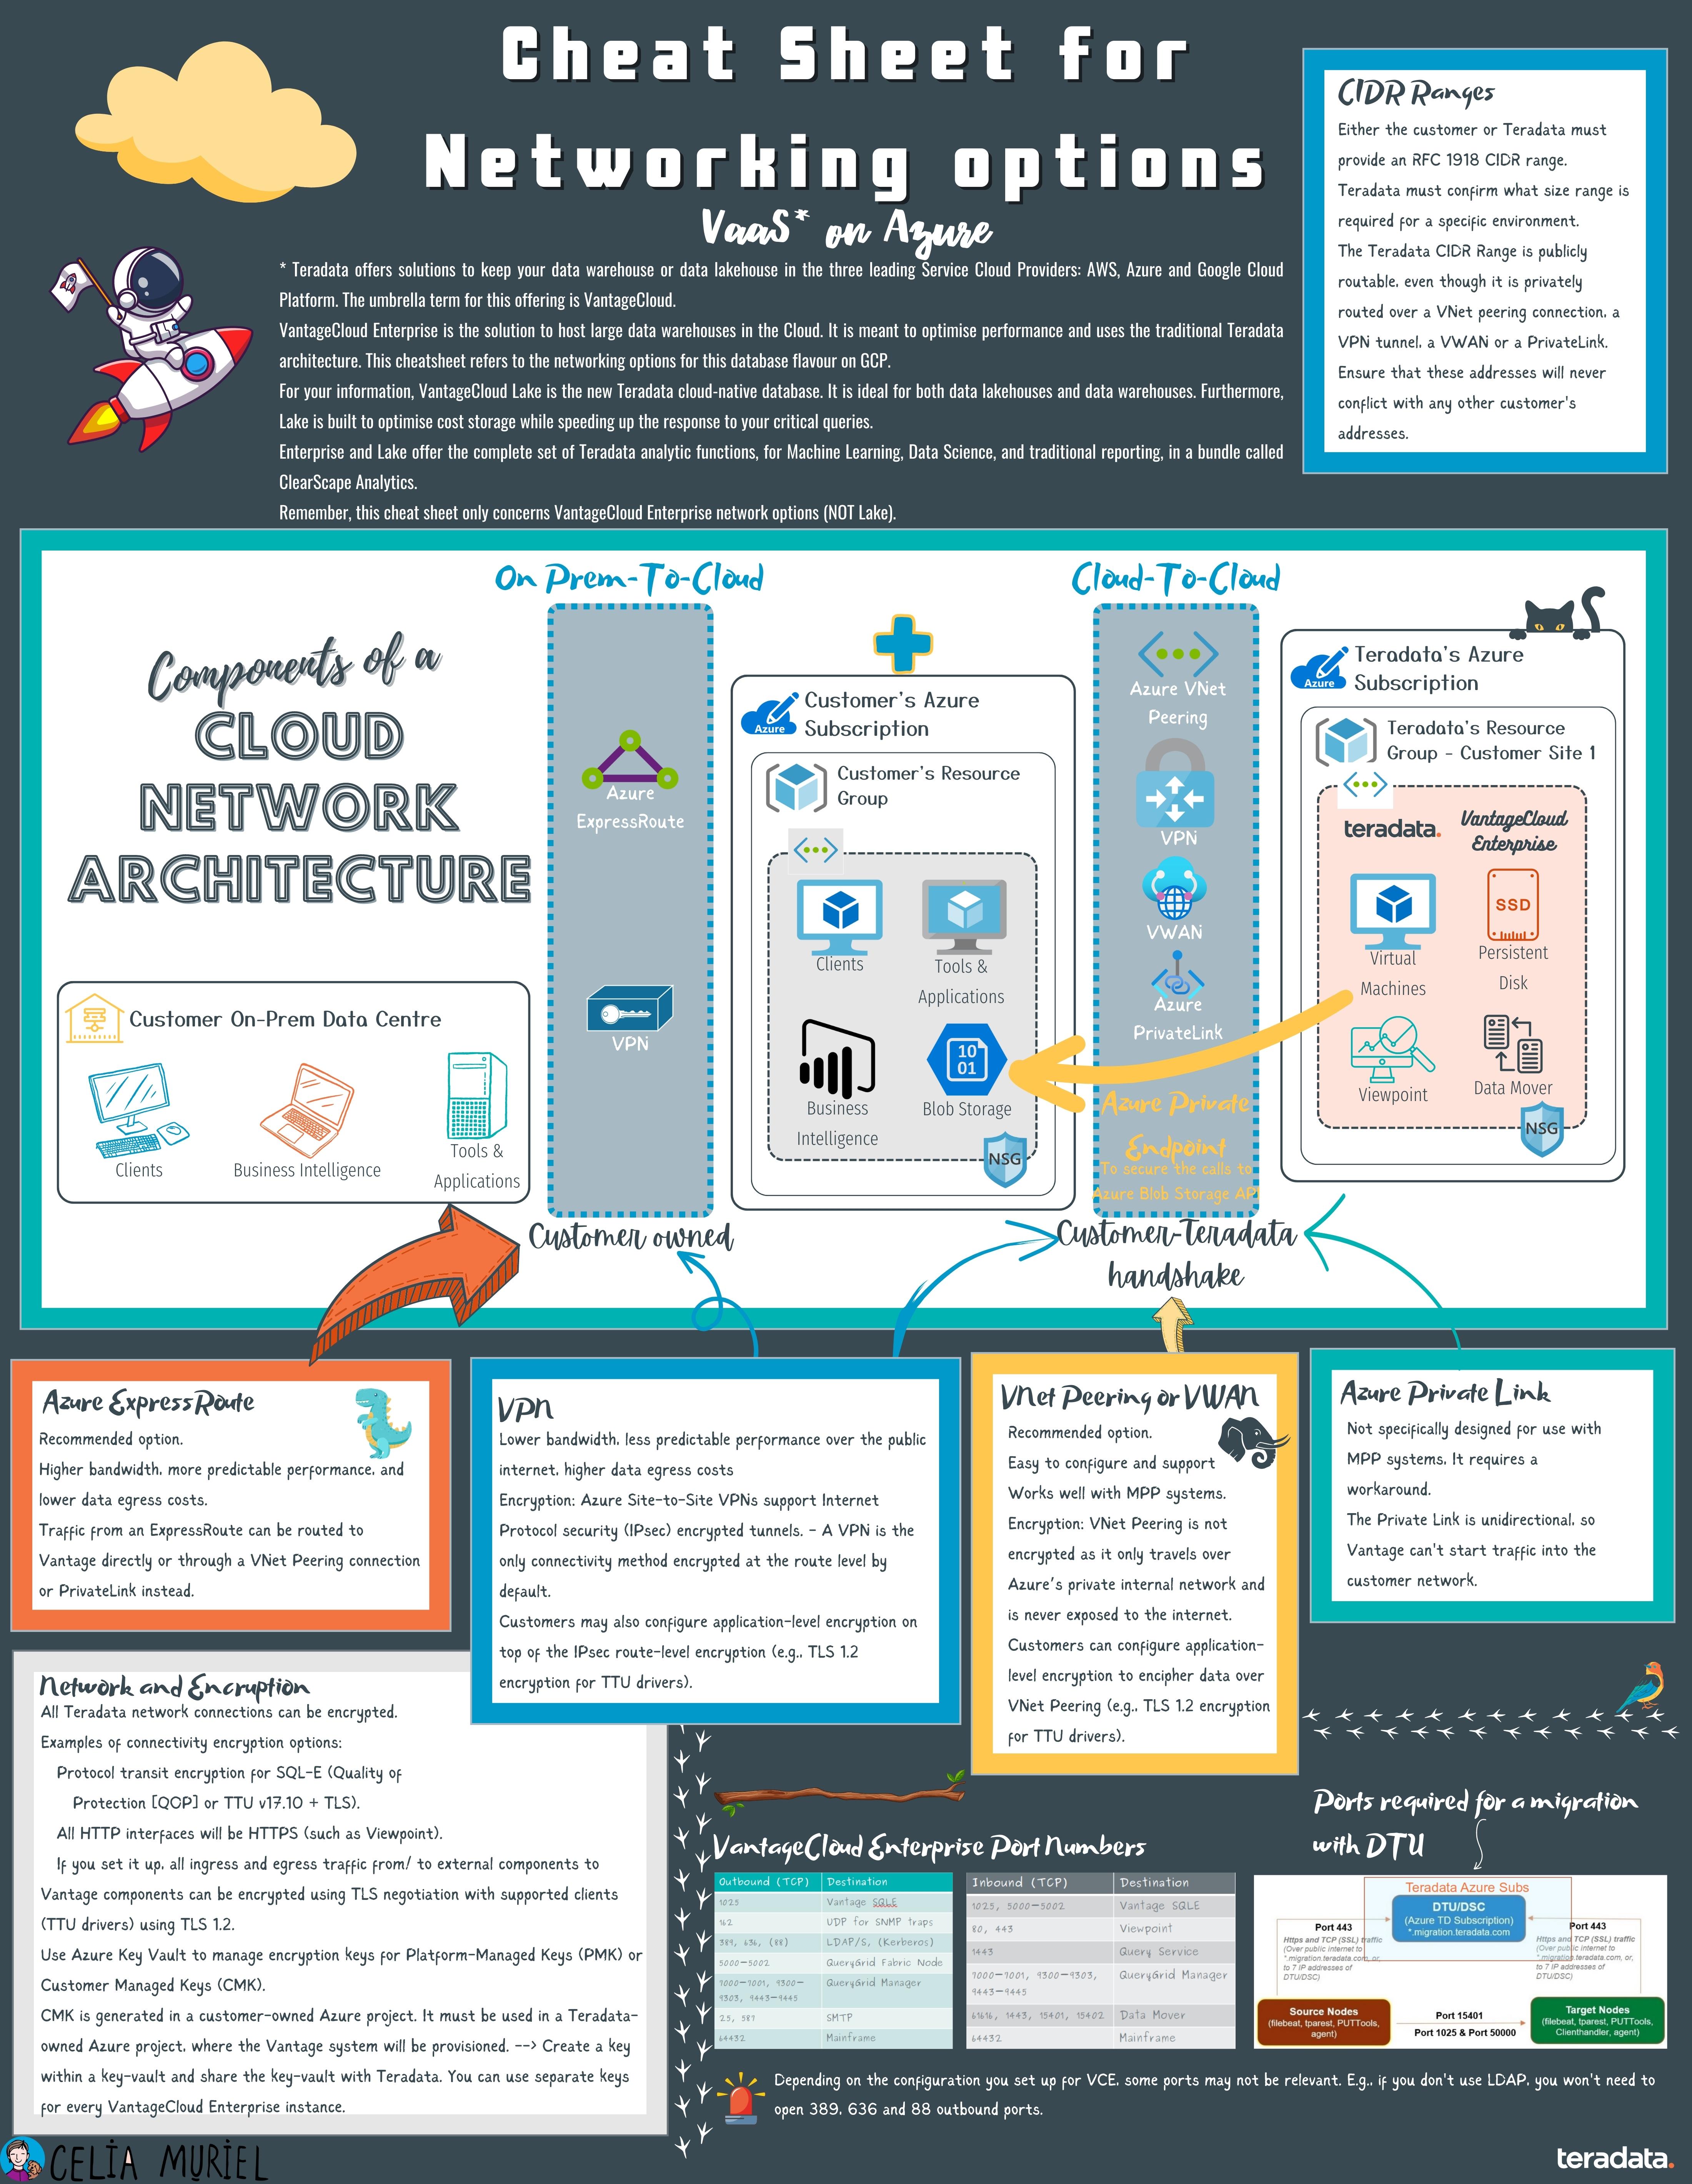 Cheat Sheet for
Networking options
VaaS* on Azure
* Teradata offers solutions to keep your data warehouse or data lakehouse in the three leading Service Cloud Providers: AWS, Azure and Google Cloud
Platform. The umbrella term for this offering is VantageCloud.
VantageCloud Enterprise is the solution to host large data warehouses in the Cloud. It is meant to optimise performance and uses the traditional Teradata
architecture. This cheatsheet refers to the networking options for this database flavour on GCP.
For your information, VantageCloud Lake is the new Teradata cloud-native database. It is ideal for both data lakehouses and data warehouses. Furthermore,
Lake is built to optimise cost storage while speeding up the response to your critical queries.
Enterprise and Lake offer the complete set of Teradata analytic functions, for Machine Learning, Data Science, and traditional reporting, in a bundle called
ClearScape Analytics.
Remember, this cheat sheet only concerns VantageCloud Enterprise network options (NOT Lake).
CIDR Ranges
Either the customer or Teradata must
provide an RFC 1918 CIDR range.
Teradata must confirm what size range is
required for a specific environment.
The Teradata CIDR Range is publicly
routable, even though it is privately
routed over a VNet peering connection, a
VPN tunnel, a VWAN or a PrivateLink.
Ensure that these addresses will never
conflict with any other customer's
addresses.
Components of a
CLOUD
NETWORK
ARCHITECTURE
Customer On-Prem Data Centre
Clients
Business Intelligence
Tools &
Applications
On Prem-To-Cloud
Azure
ExpressRoute
VPN
Customer owned
Customer's Azure
Subscription
Azure
Customer's Resource
Group
Clients
Tools &
Applications
Business
Intelligence
Blob Storage
10
01
NSG
Cloud-To-Cloud
Azure VNet
Peering
VPN
VWAN
Azure
PrivateLink
Azure Private
Endpoint
To secure the calls to
Azure Blob Storage AP
Customer-Teradata
handshake
Teradata's Azure
Subscription
Azure
Teradata's Resource
Group - Customer Site 1
teradata.
VantageCloud
Enterprise
SSD
Virtual
Machines
Persistent
Disk
Viewpoint
Data Mover
NSG
Azure ExpressRoute
Recommended option.
Higher bandwidth, more predictable performance, and
lower data egress costs.
Traffic from an ExpressRoute can be routed to
Vantage directly or through a VNet Peering connection
or PrivateLink instead.
VPN
Lower bandwidth, less predictable performance over the public
internet, higher data egress costs
Encryption: Azure Site-to-Site VPNs support Internet
Protocol security (IPsec) encrypted tunnels. - A VPN is the
only connectivity method encrypted at the route level by
default.
Customers may also configure application-level encryption on
top of the IPsec route-level encryption (e.g., TLS 1.2
encryption for TTU drivers).
VNet Peering or VWAN
Recommended option.
Easy to configure and support
Works well with MPP systems.
Encryption: VNet Peering is not
encrypted as it only travels over
Azure's private internal network and
is never exposed to the internet.
Customers can configure application-
level encryption to encipher data over
VNet Peering (e.g., TLS 1.2 encryption
for TTU drivers).
Azure Private Link
Not specifically designed for use with
MPP systems. It requires a
workaround.
The Private Link is unidirectional, so
Vantage can't start traffic into the
customer network.
Network and Encruption
All Teradata network connections can be encrypted.
Examples of connectivity encryption options:
Protocol transit encryption for SQL-E (Quality of
Protection [QOP] or TTU v17.10 + TLS).
All HTTP interfaces will be HTTPS (such as Viewpoint).
If you set it up, all ingress and egress traffic from/ to external components to
Vantage components can be encrypted using TLS negotiation with supported clients
(TTU drivers) using TLS 1.2.
Use Azure Key Vault to manage encryption keys for Platform-Managed Keys (PMK) or
Customer Managed Keys (CMK).
CMK is generated in a customer-owned Azure project. It must be used in a Teradata-
owned Azure project, where the Vantage system will be provisioned. --> Create a key
within a key-vault and share the key-vault with Teradata. You can use separate keys
for every VantageCloud Enterprise instance.
VantageCloud Enterprise Port Numbers
Outbound (TCP) Destination
1025 Vantage SQLE
162 UDP for SNMP traps
389, 636, (88) LDAP/S, (Kerberos)
5000-5002 QueryGrid Fabric Node
7000-7001, 9300- QueryGrid Manager
9303, 9443-9445
25, 587 SMTP
64432 Mainframe
Inbound (TCP) Destination
1025, 5000-5002 Vantage SQLE
80, 443 Viewpoint
1443 Query Service
7000-7001, 9300-9303, QueryGrid Manager
9443-9445
61616, 1443, 15401, 15402 Data Mover
64432 Mainframe
Ports required for a migration
with DTU
Teradata Azure Subs
DTU/DSC
(Azure TD Subscription)
*.migration.teradata.com
Port 443
Https and TCP (SSL) traffic
(Over public internet to
*.migration.teradata.com, or,
to 7 IP addresses of
DTU/DSC)
Port 443
Https and TCP (SSL) traffic
(Over public internet to
*.migration.teradata.com, or,
to 7 IP addresses of
DTU/DSC)
Source Nodes
(filebeat, tparest, PUTTools,
agent)
Port 15401
Port 1025 & Port 50000
Target Nodes
(filebeat, tparest, PUTTools,
Clienthandler, agent)
Depending on the configuration you set up for VCE, some ports may not be relevant. E.g., if you don't use LDAP, you won't need to
open 389, 636 and 88 outbound ports.
CELIA MURIEL
teradata.